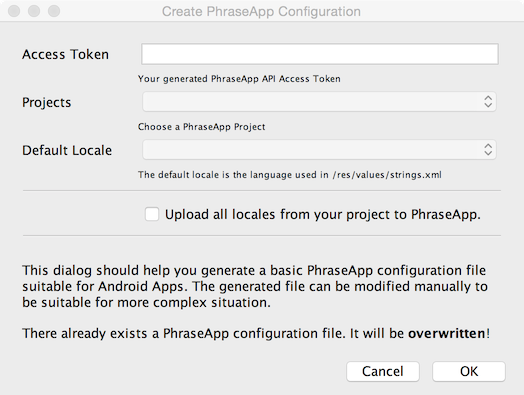 Create PhraseApp Configuration
Access Token
Your generated PhraseApp API Access Token
Projects
Choose a PhraseApp Project
Default Locale
The default locale is the language used in /res/values/strings.xml
Upload all locales from your project to PhraseApp.
This dialog should help you generate a basic PhraseApp configuration file
suitable for Android Apps. The generated file can be modified manually to
be suitable for more complex situation.
There already exists a PhraseApp configuration file. It will be overwritten!
Cancel OK